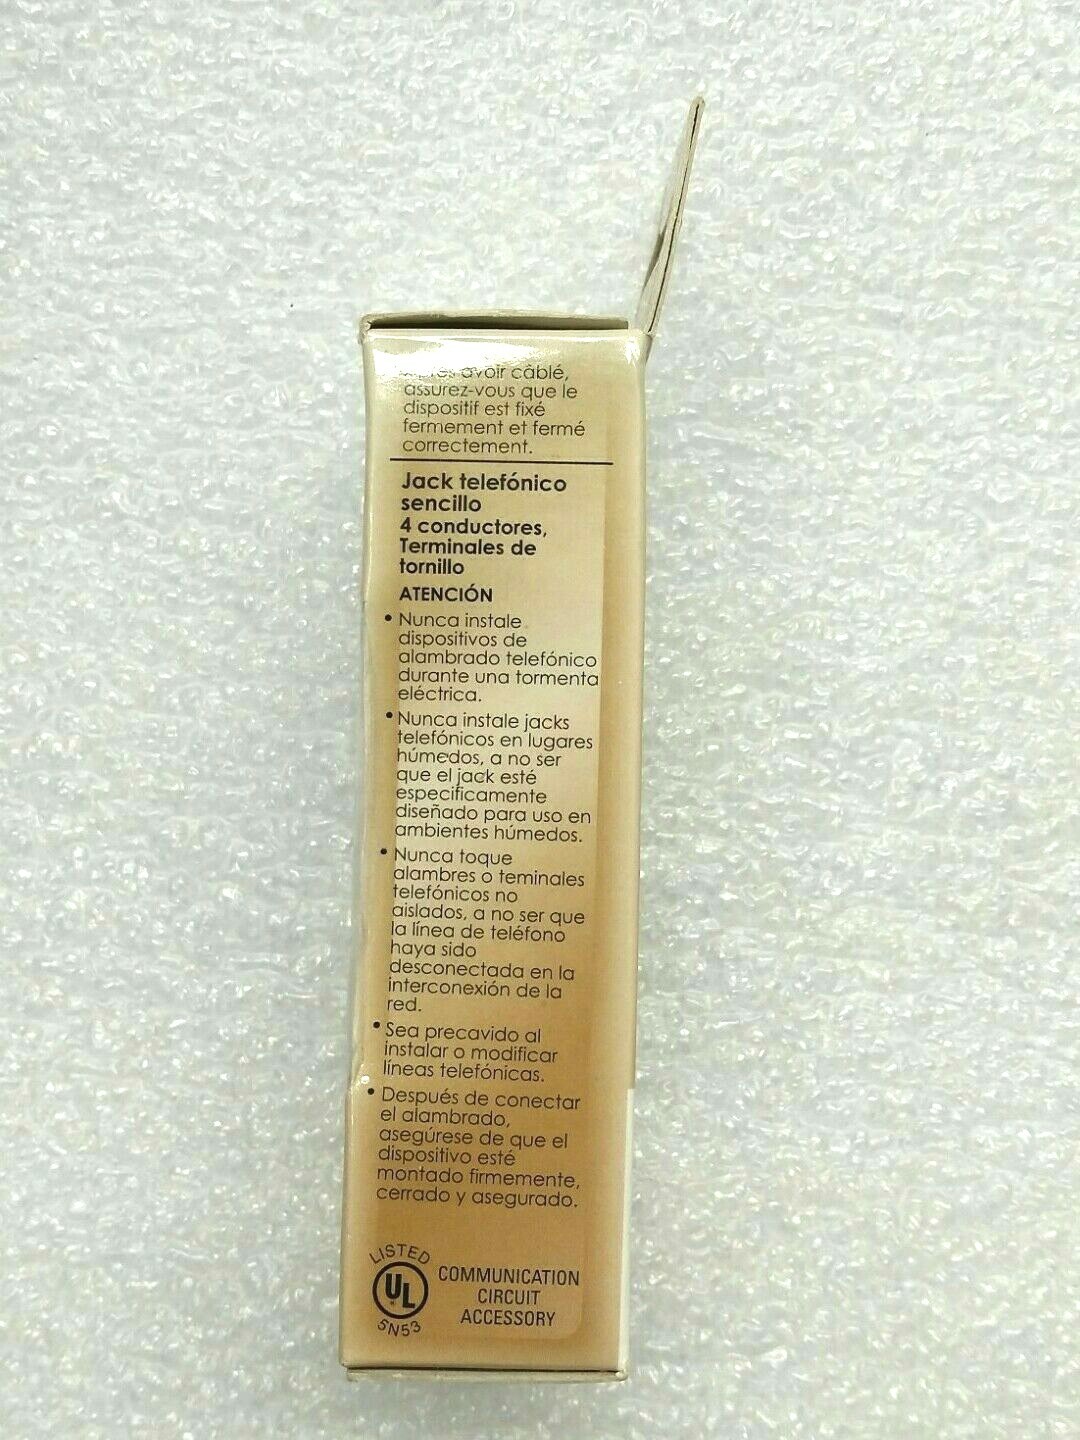 avoir câblé,
assurez-vous que le
dispositif est fixé
fermement et fermé
correctement.
Jack telefónico
sencillo
4 conductores,
Terminales de
tornillo
ATENCIÓN
• Nunca instale
dispositivos de
alambrado telefónico
durante una tormenta
eléctrica.
• Nunca instale jacks
telefónicos en lugares
húmedos, a no ser
que el jack esté
especificamente
diseñado para uso en
ambientes húmedos.
• Nunca toque
alambres o teminales
telefónicos no
aislados, a no ser que
la línea de teléfono
haya sido
desconectada en la
interconexión de la
red.
• Sea precavido al
instalar o modificar
líneas telefónicas.
• Después de conectar
el alambrado,
asegúrese de que el
dispositivo esté
montado firmemente,
cerrado y asegurado.
LISTED
UL
5N53
COMMUNICATION
CIRCUIT
ACCESSORY